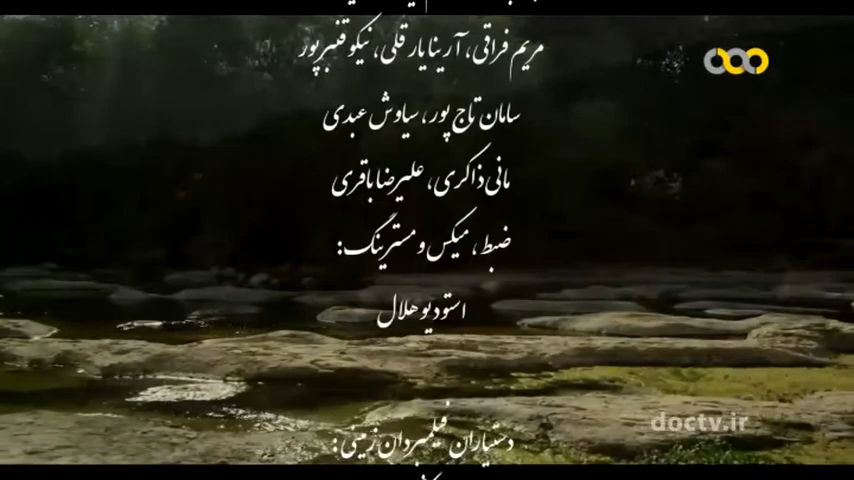 مریم فراقی، آرینا یارقلی، نیکو قنبرپور
سامان تاج پور، سیاوش عبدی
مانی ذاکری، علیرضا باقری
ضبط، میکس و مسترینگ:
استودیو هلال
doctv.ir
دستیاران فیلمبردان زمینی: